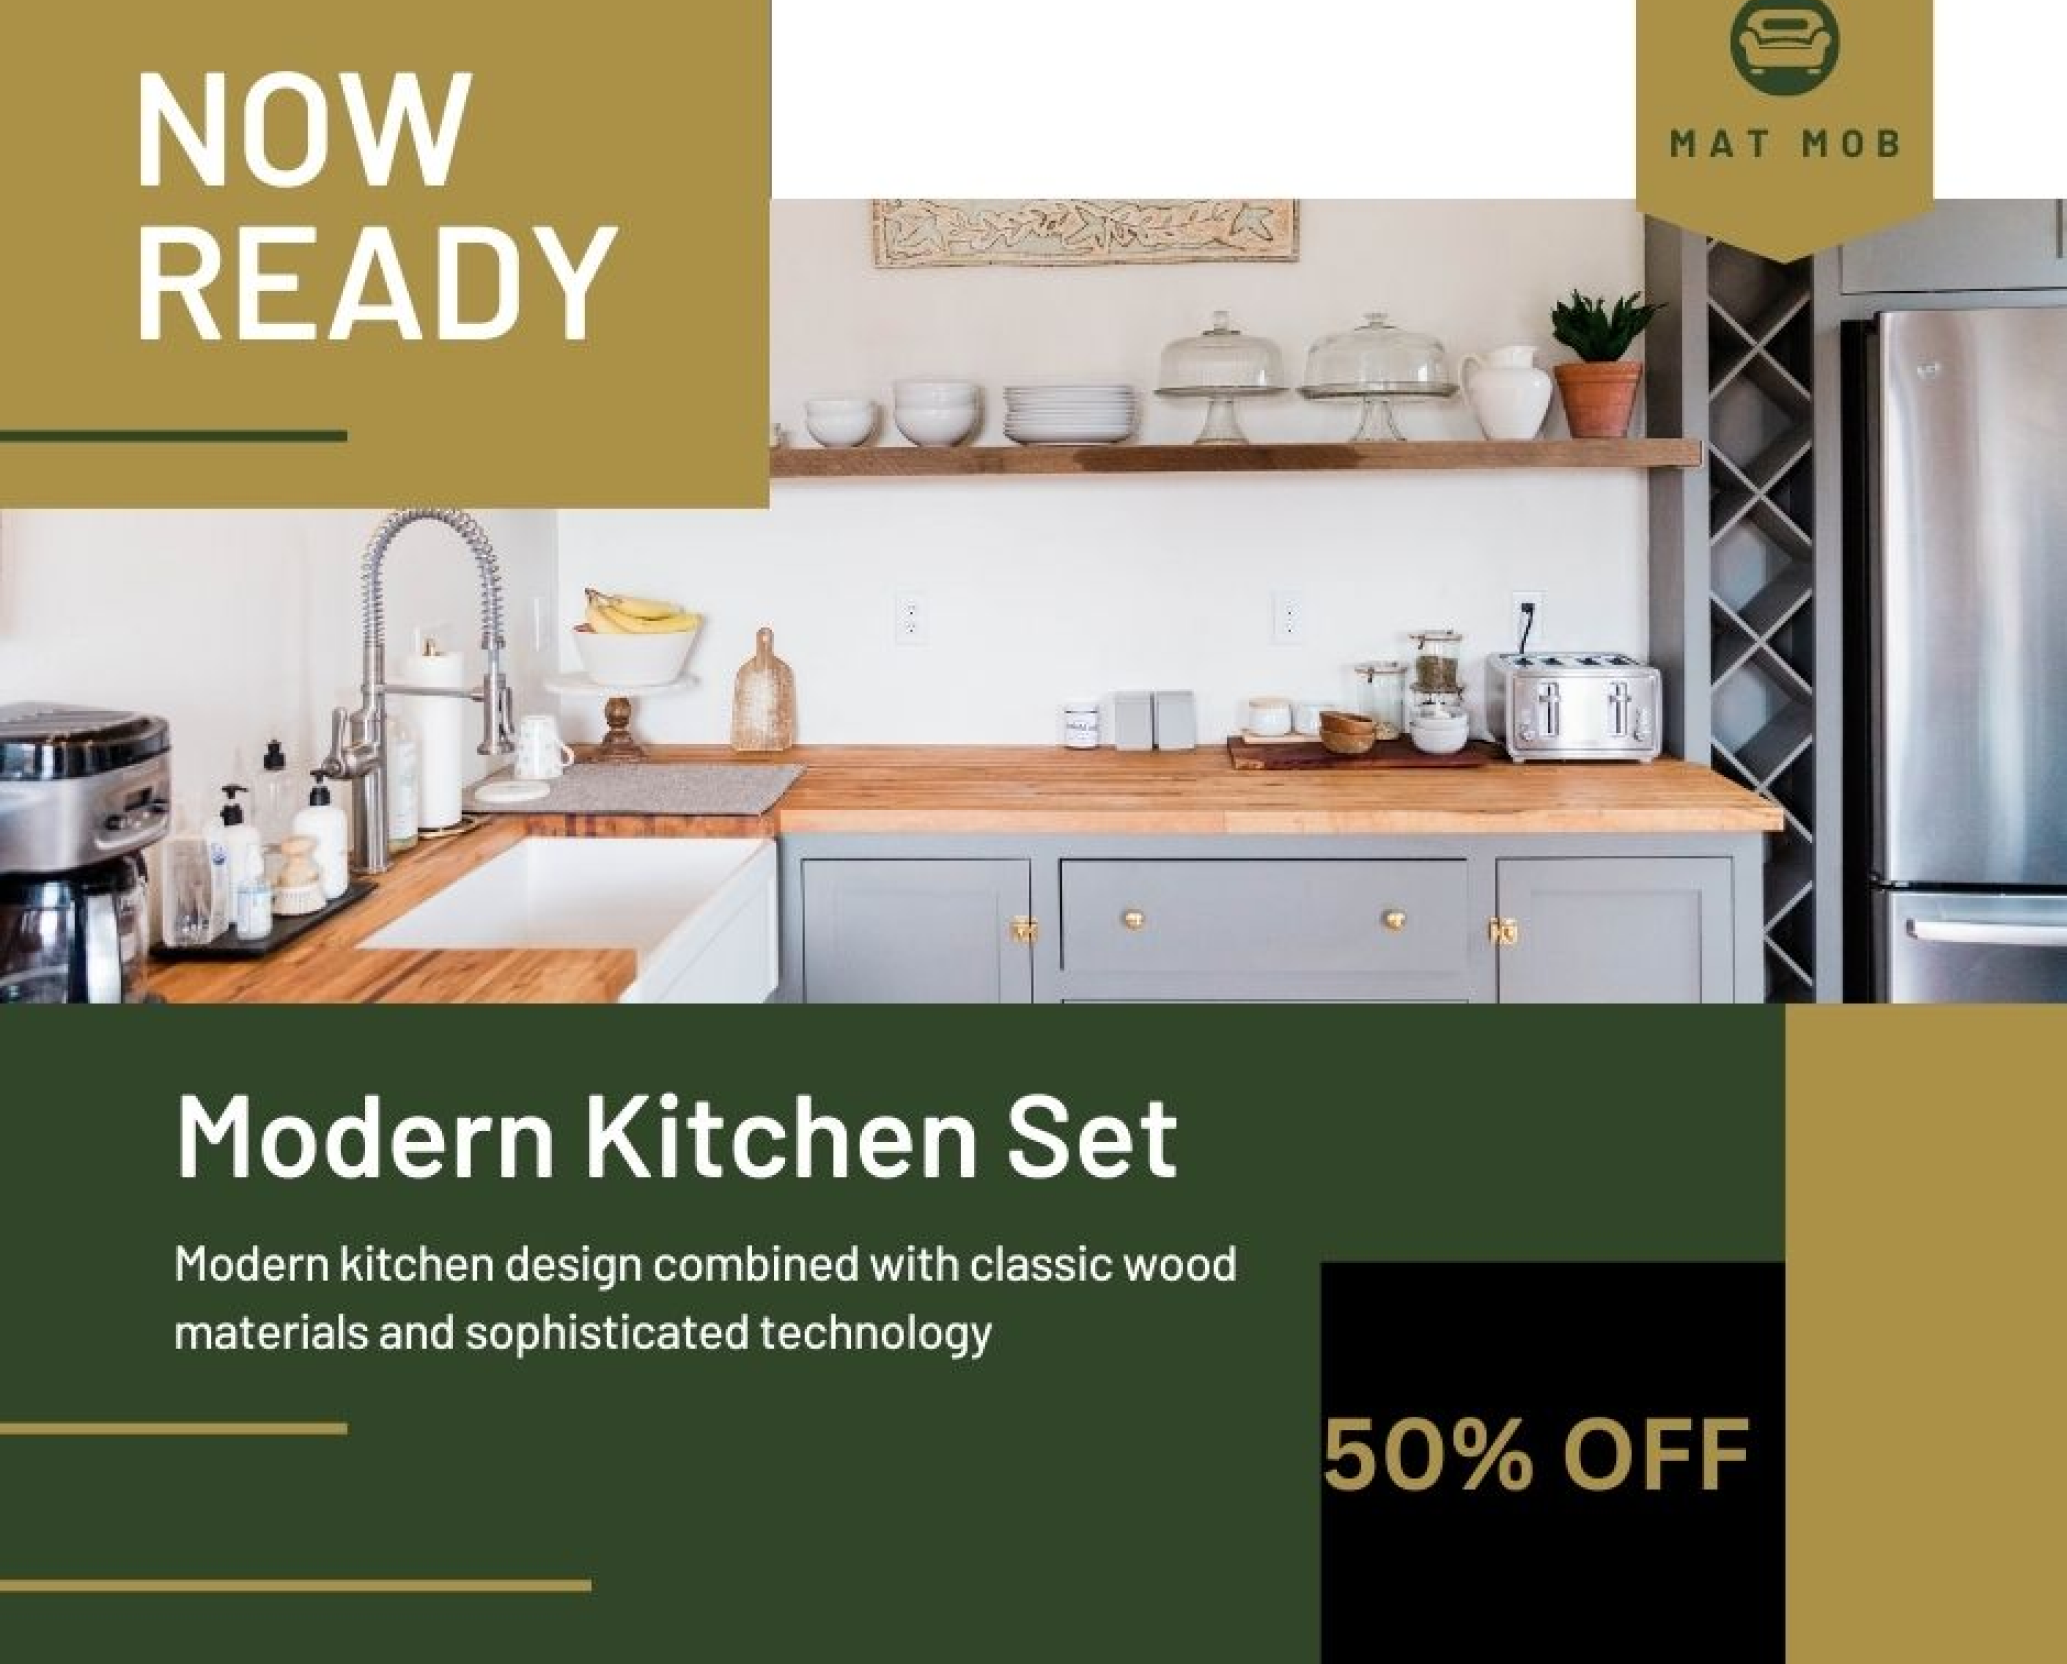 NOW
READY
MAT MOB
Modern Kitchen Set
Modern kitchen design combined with classic wood
materials and sophisticated technology
50% OFF